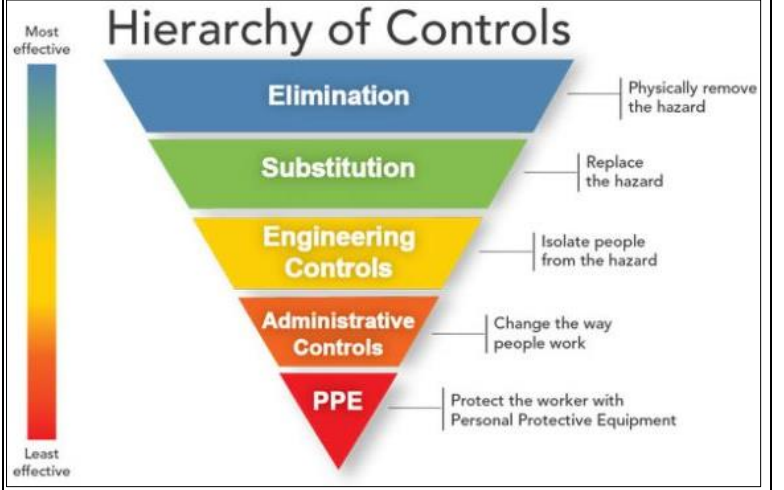 Hierarchy of Controls
Most
effective
Elimination
Physically remove
the hazard
Substitution
Replace
the hazard
Engineering
Controls
Isolate people
from the hazard
Administrative
Controls
Change the way
people work
PPE
Protect the worker with
Personal Protective Equipment
Least
effective